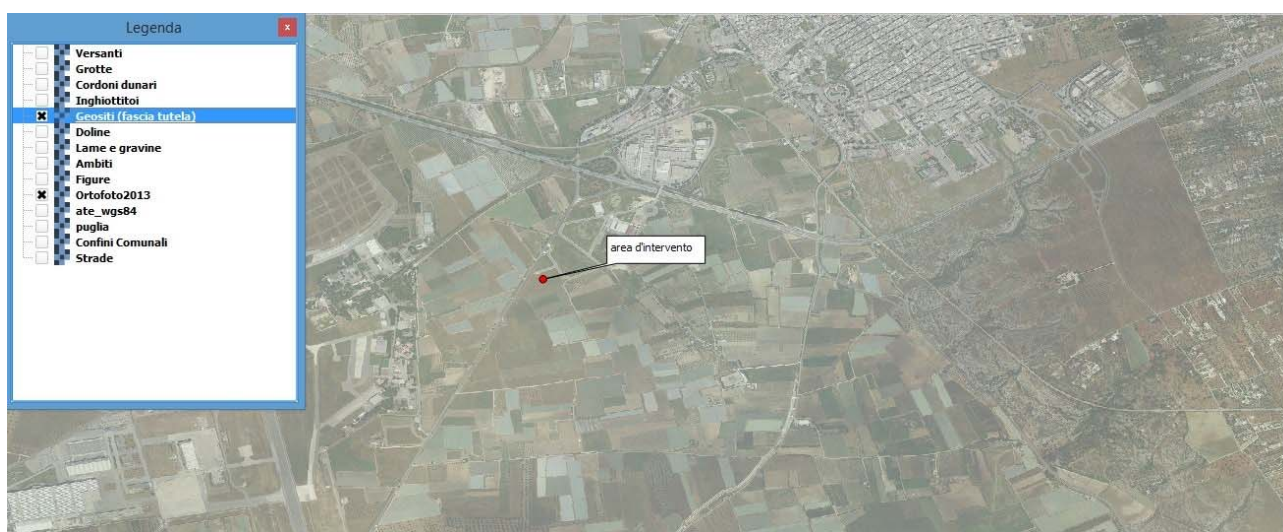 Legenda
x
Versanti
Grotte
Cordoni dunari
Inghiottitoi
Geositi (fascia tutela)
Doline
Lame e gravine
Ambiti
Figure
Ortofoto2013
ate_wgs84
puglia
Confini Comunali
Strade
area d'intervento